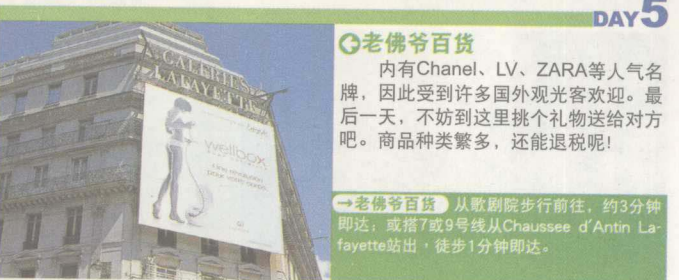 DAY5
GALERIES
LAFAYETTE
wellbox
Une révolution
pour votre corps
老佛爷百货
内有Chanel、LV、ZARA等人气名
牌，因此受到许多国外观光客欢迎。最
后一天，不妨到这里挑个礼物送给对方
吧。商品种类繁多，还能退税呢!
→老佛爷百货 从歌剧院步行前往，约3分钟
即达；或搭7或9号线从Chaussee d'Antin La-
fayette站出，徒步1分钟即达。